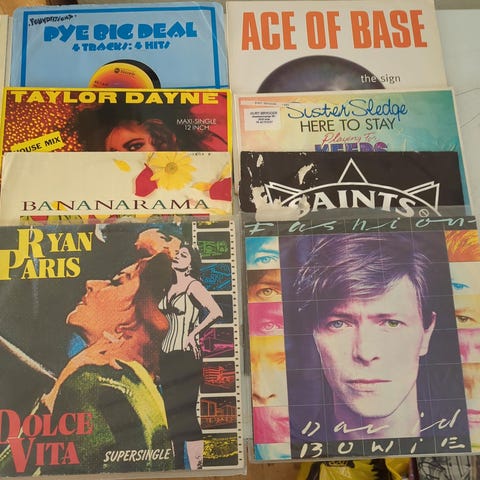 Foundations
PYE BIG DEAL
4 TRACKS: 4 HITS
ACE OF BASE
the sign
TAYLOR DAYNE
MAXI-SINGLE
12 INCH
HOUSE MIX
Sister Sledge
HERE TO STAY
Playing For
KEEPS
BANANARAMA
SAINTS
RYAN
PARIS
DOLCE
VITA
SUPERSINGLE
Fashion
David
BOWIE